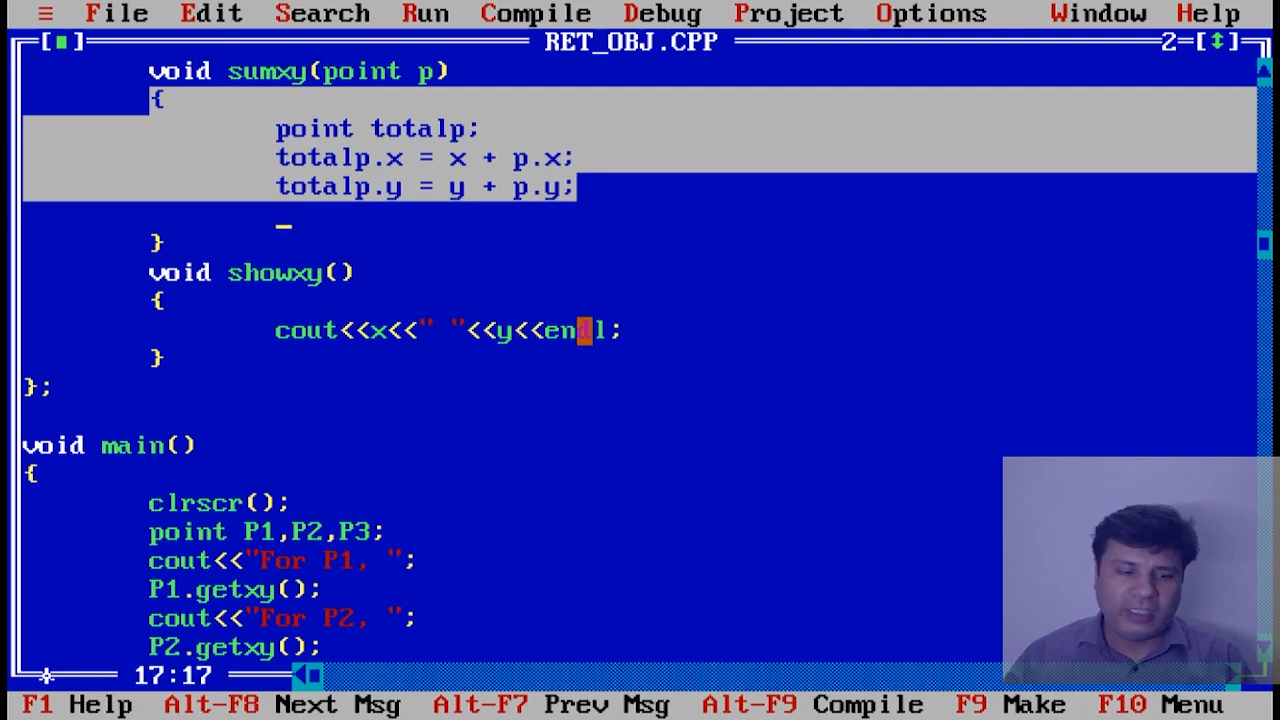 ≡ File Edit Search Run Compile Debug Project Options Window Help
[■] RET_OBJ.CPP 2=[↕]
void sumxy(point p)
{
point totalp;
totalp.x = x + p.x;
totalp.y = y + p.y;
_
}
void showxy()
{
cout<<x<<" "<<y<<endl;
}
};
void main()
{
clrscr();
point P1,P2,P3;
cout<<"For P1, ";
P1.getxy();
cout<<"For P2, ";
P2.getxy();
17:17
F1 Help Alt-F8 Next Msg Alt-F7 Prev Msg Alt-F9 Compile F9 Make F10 Menu